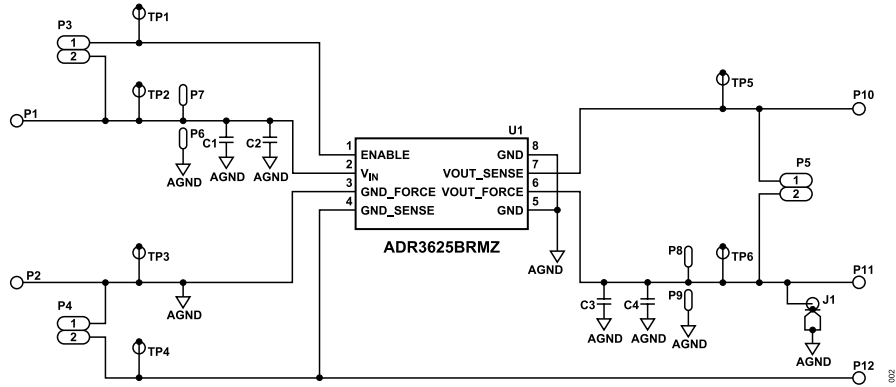 P3
1
2
TP1
P1
TP2
P7
P6
C1
C2
AGND
AGND
AGND
U1
1
2
3
4
ENABLE
VIN
GND_FORCE
GND_SENSE
8
7
6
5
GND
VOUT_SENSE
VOUT_FORCE
GND
ADR3625BRMZ
AGND
TP5
P10
P5
1
2
P2
TP3
AGND
P4
1
2
TP4
P8
P9
TP6
P11
C3
C4
AGND
AGND
AGND
J1
AGND
P12
002